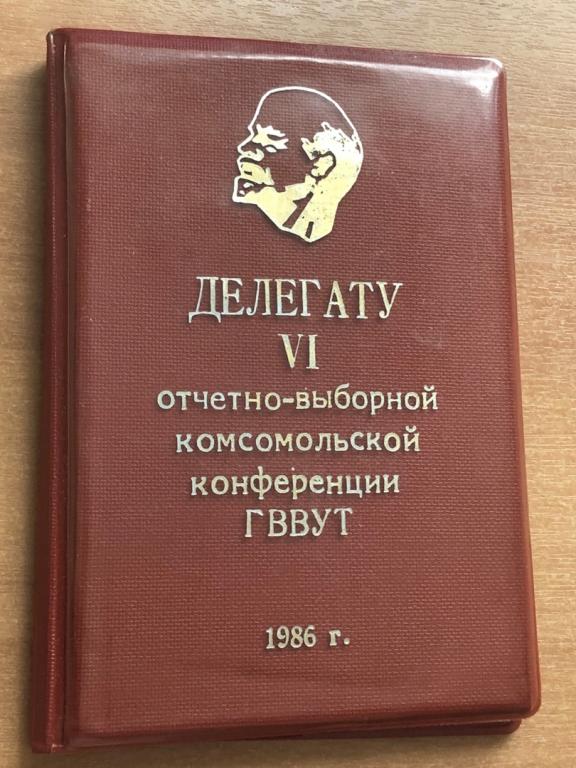 ДЕЛЕГАТУ
VI
отчетно-выборной
комсомольской
конференции
ГВВУТ
1986 г.